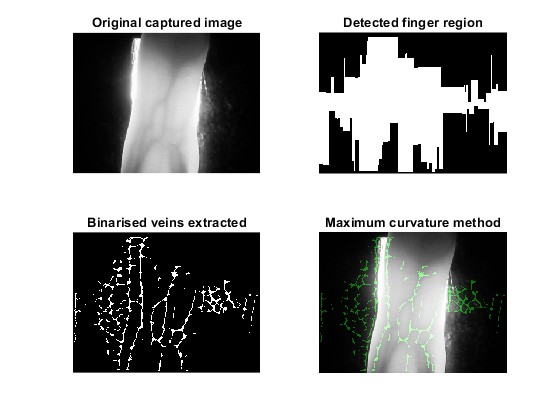 Original captured image
Detected finger region
Binarised veins extracted
Maximum curvature method